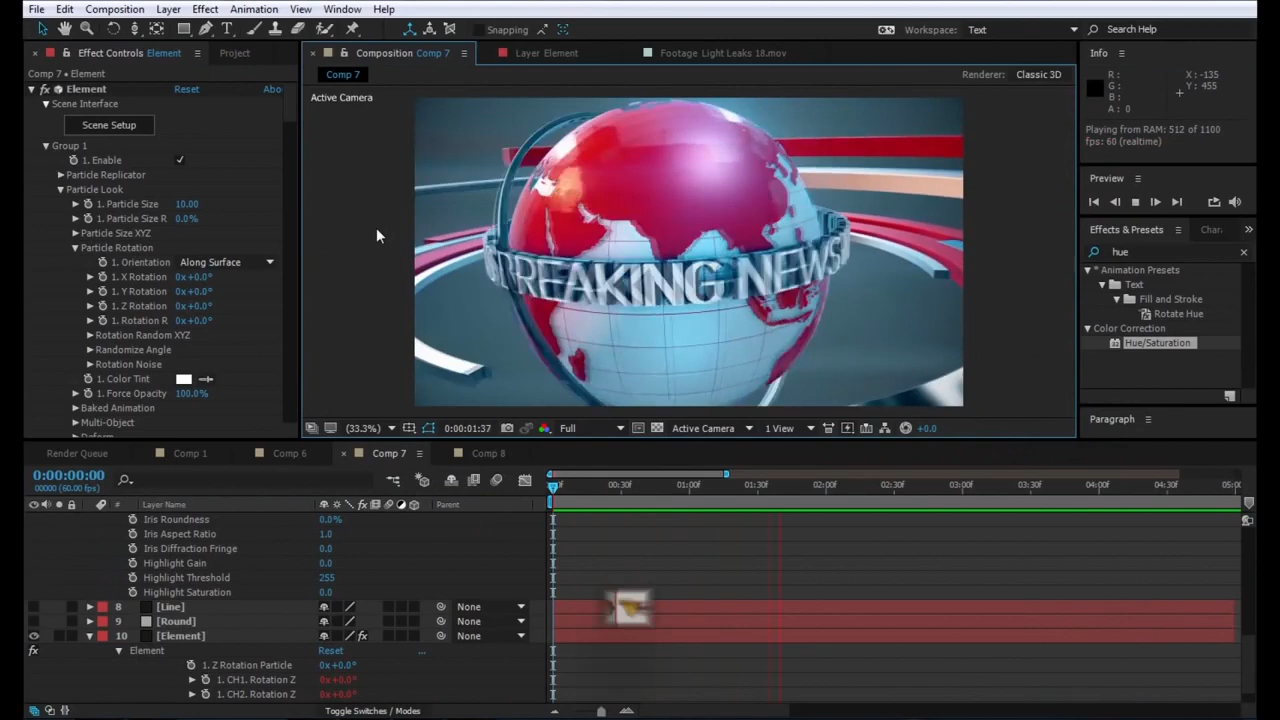 File Edit Composition Layer Effect Animation View Window Help
Snapping
Workspace: Text
Search Help
Effect Controls Element
Project
Composition Comp 7
Layer Element
Footage Light Leaks 18.mov
Info
Comp 7 • Element
Comp 7
Renderer: Classic 3D
R :
G :
B :
A : 0
X : -135
Y : 455
fx Element Reset Abo
Active Camera
Scene Interface
Scene Setup
Playing from RAM: 512 of 1100
fps: 60 (realtime)
Group 1
1. Enable
Particle Replicator
Particle Look
1. Particle Size 10.00
1. Particle Size R 0.0%
Particle Size XYZ
Particle Rotation
1. Orientation Along Surface
1. X Rotation 0x+0.0°
1. Y Rotation 0x+0.0°
1. Z Rotation 0x+0.0°
1. Rotation R 0x+0.0°
Rotation Random XYZ
Randomize Angle
Rotation Noise
1. Color Tint
1. Force Opacity 100.0%
Baked Animation
Multi-Object
Deform
BREAKING NEWS
Preview
Effects & Presets
Chara
hue
* Animation Presets
Text
Fill and Stroke
Rotate Hue
Color Correction
Hue/Saturation
Paragraph
(33.3%) 0:00:01:37 Full Active Camera 1 View +0.0
Render Queue Comp 1 Comp 6 Comp 7 Comp 8
0:00:00:00
00000 (60.00 fps)
00:30f 01:00f 01:30f 02:00f 02:30f 03:00f 03:30f 04:00f 04:30f 05:00
# Layer Name fx Parent
Iris Roundness 0.0%
Iris Aspect Ratio 1.0
Iris Diffraction Fringe 0.0
Highlight Gain 0.0
Highlight Threshold 255
Highlight Saturation 0.0
8 [Line] None
9 [Round] None
10 [Element] fx None
fx Element Reset ...
1. Z Rotation Particle 0x+0.0°
1. CH1. Rotation Z 0x+0.0°
1. CH2. Rotation Z 0x+0.0°
Toggle Switches / Modes